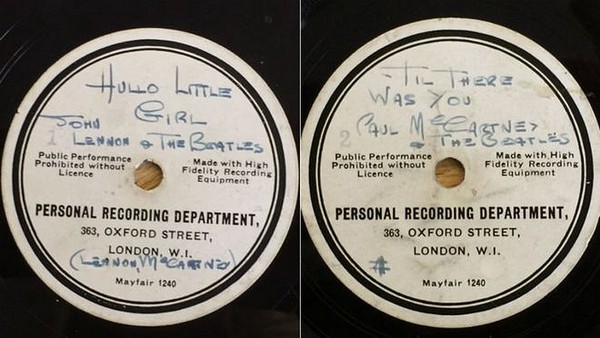 HULLO LITTLE
GIRL
1
JOHN
LENNON & THE BEATLES
Public Performance
Prohibited without
Licence
Made with High
Fidelity Recording
Equipment
PERSONAL RECORDING DEPARTMENT,
363, OXFORD STREET,
LONDON, W.I.
(LENNON, McCARTNEY)
Mayfair 1240
'TIL THERE
WAS YOU
2
PAUL McCARTNEY
& THE BEATLES
Public Performance
Prohibited without
Licence
Made with High
Fidelity Recording
Equipment
PERSONAL RECORDING DEPARTMENT,
363, OXFORD STREET,
LONDON, W.I.
Mayfair 1240